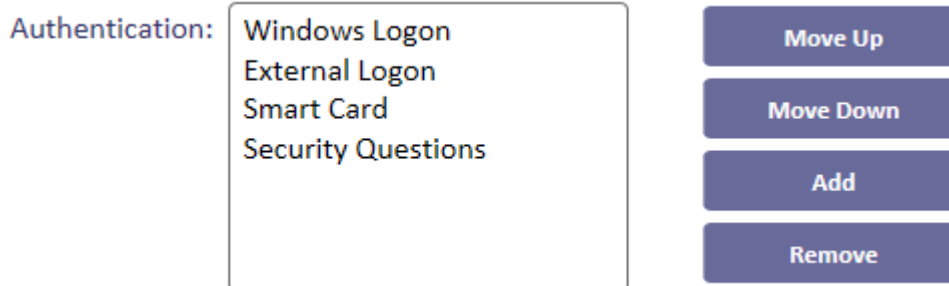 Authentication:
Windows Logon
External Logon
Smart Card
Security Questions
Move Up
Move Down
Add
Remove